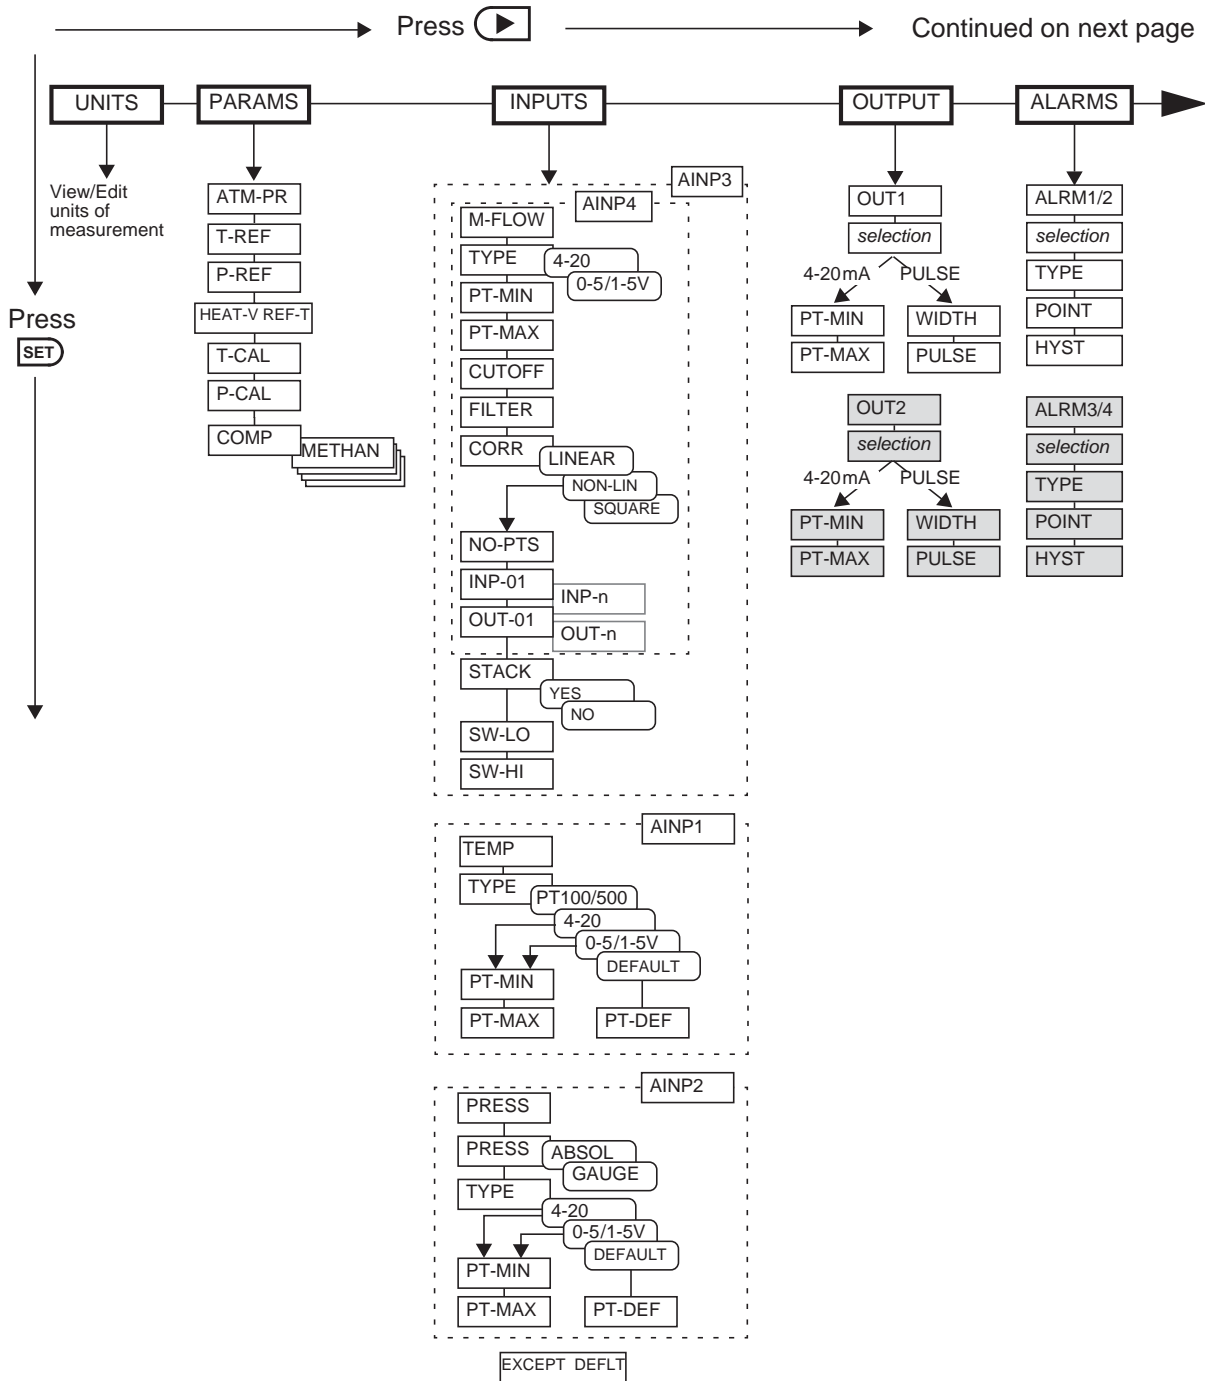 Press
Continued on next page
UNITS
PARAMS
INPUTS
OUTPUT
ALARMS
View/Edit
units of
measurement
Press
SET
ATM-PR
T-REF
P-REF
HEAT-V REF-T
T-CAL
P-CAL
COMP
METHAN
AINP3
AINP4
M-FLOW
TYPE
4-20
0-5/1-5V
PT-MIN
PT-MAX
CUTOFF
FILTER
CORR
LINEAR
NON-LIN
SQUARE
NO-PTS
INP-01
INP-n
OUT-01
OUT-n
STACK
YES
NO
SW-LO
SW-HI
AINP1
TEMP
TYPE
PT100/500
4-20
0-5/1-5V
DEFAULT
PT-MIN
PT-MAX
PT-DEF
AINP2
PRESS
PRESS
ABSOL
GAUGE
TYPE
4-20
0-5/1-5V
DEFAULT
PT-MIN
PT-MAX
PT-DEF
EXCEPT DEFLT
OUT1
selection
4-20mA
PULSE
PT-MIN
WIDTH
PT-MAX
PULSE
OUT2
selection
4-20mA
PULSE
PT-MIN
WIDTH
PT-MAX
PULSE
ALRM1/2
selection
TYPE
POINT
HYST
ALRM3/4
selection
TYPE
POINT
HYST